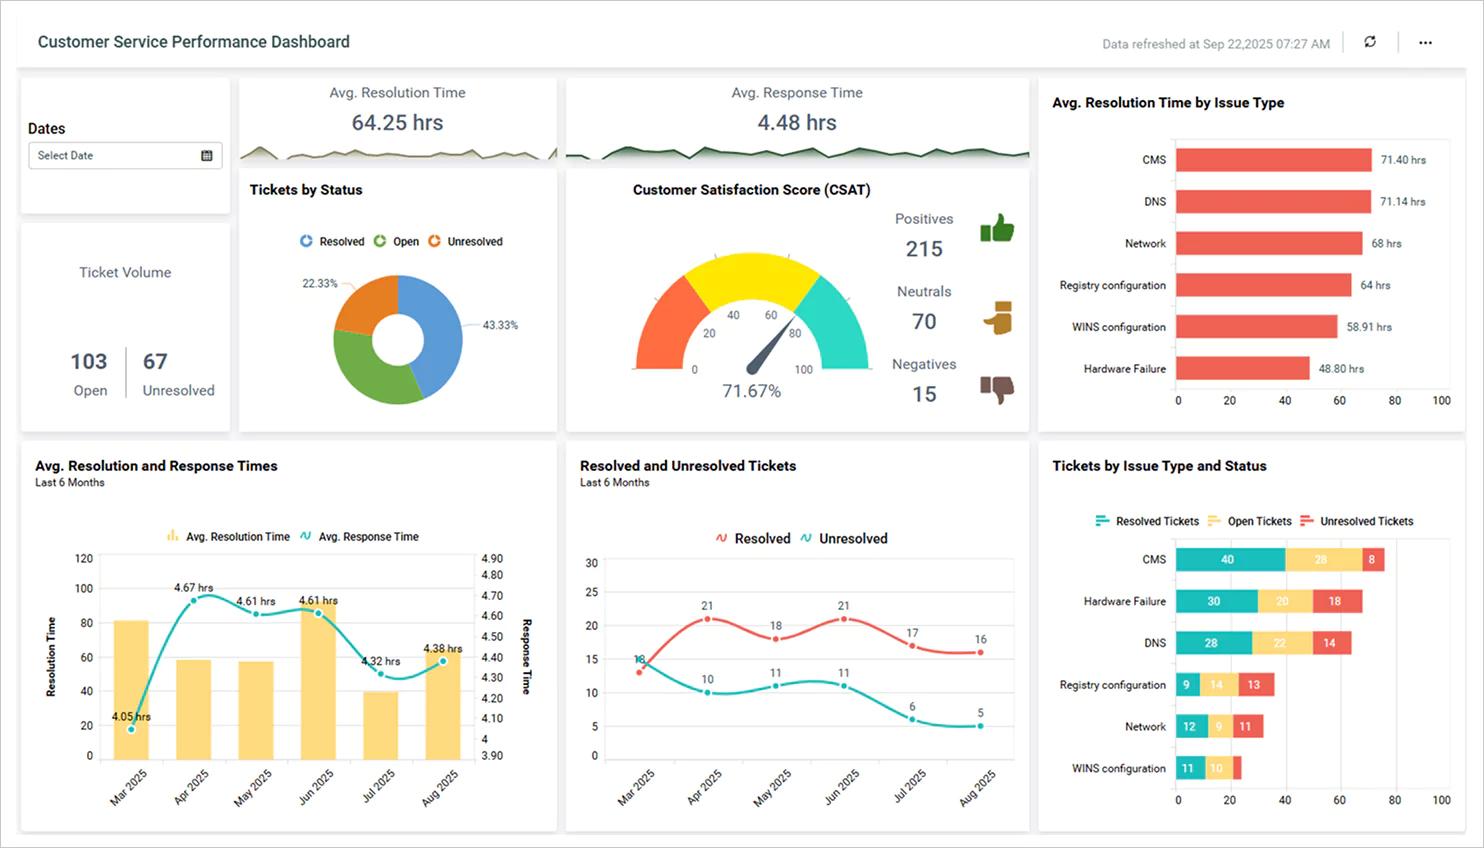 Customer Service Performance Dashboard
Data refreshed at Sep 22,2025 07:27 AM
Dates
Select Date
Avg. Resolution Time
64.25 hrs
Avg. Response Time
4.48 hrs
Ticket Volume
103 67
Open Unresolved
Tickets by Status
Resolved Open Unresolved
22.33%
43.33%
Customer Satisfaction Score (CSAT)
0 20 40 60 80 100
71.67%
Positives
215
Neutrals
70
Negatives
15
Avg. Resolution Time by Issue Type
CMS 71.40 hrs
DNS 71.14 hrs
Network 68 hrs
Registry configuration 64 hrs
WINS configuration 58.91 hrs
Hardware Failure 48.80 hrs
0 20 40 60 80 100
Avg. Resolution and Response Times
Last 6 Months
Avg. Resolution Time Avg. Response Time
Resolution Time
120
100
80
60
40
20
0
4.05 hrs
4.67 hrs
4.61 hrs
4.61 hrs
4.32 hrs
4.38 hrs
4.90
4.80
4.70
4.60
4.50
4.40
4.30
4.20
4.10
4
3.90
Response Time
Mar 2025 Apr 2025 May 2025 Jun 2025 Jul 2025 Aug 2025
Resolved and Unresolved Tickets
Last 6 Months
Resolved Unresolved
30
25
20
15
10
5
0
21 18 21 17 16
10 11 11 6 5
Mar 2025 Apr 2025 May 2025 Jun 2025 Jul 2025 Aug 2025
Tickets by Issue Type and Status
Resolved Tickets Open Tickets Unresolved Tickets
CMS 40 28 8
Hardware Failure 30 20 18
DNS 28 22 14
Registry configuration 9 14 13
Network 12 9 11
WINS configuration 11 10
0 20 40 60 80 100